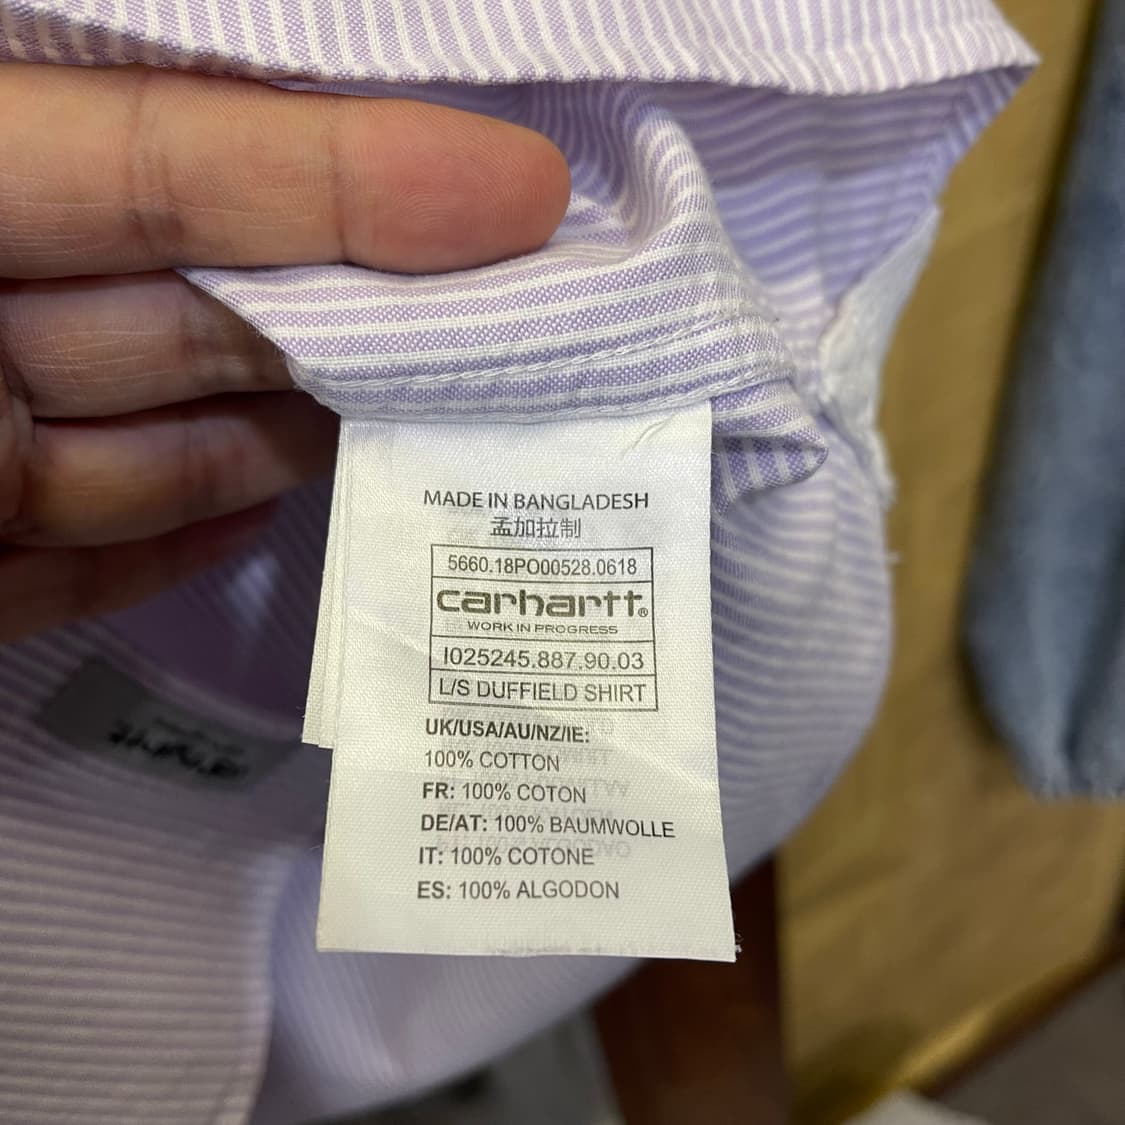 MADE IN BANGLADESH
孟加拉制
5660.18PO00528.0618
carhartt®
WORK IN PROGRESS
I025245.887.90.03
L/S DUFFIELD SHIRT
UK/USA/AU/NZ/IE:
100% COTTON
FR: 100% COTON
DE/AT: 100% BAUMWOLLE
IT: 100% COTONE
ES: 100% ALGODON